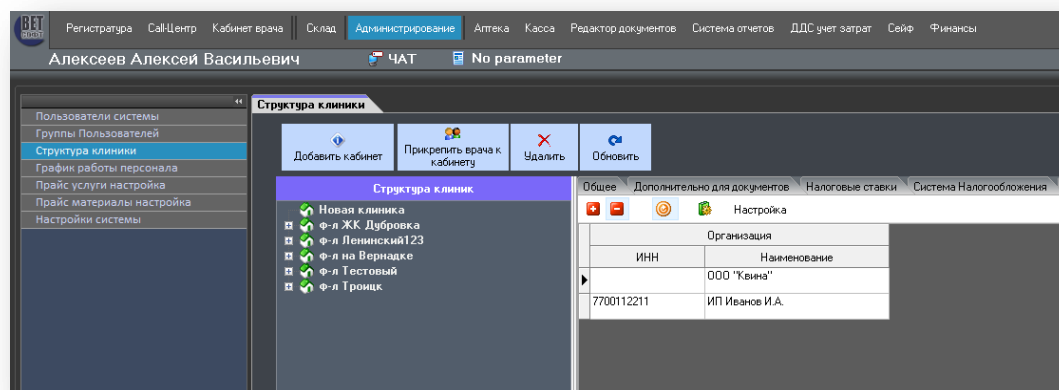 ВЕТ
СОФТ
Регистратура Call-Центр Кабинет врача Склад Администрирование Аптека Касса Редактор документов Система отчетов ДДС учет затрат Сейф Финансы
Алексеев Алексей Васильевич ЧАТ No parameter
Структура клиники
Пользователи системы
Группы Пользователей
Структура клиники
График работы персонала
Прайс услуги настройка
Прайс материалы настройка
Настройки системы
Добавить кабинет
Прикрепить врача к
кабинету
Удалить
Обновить
Структура клиник
Новая клиника
ф-л ЖК Дубровка
ф-л Ленинский123
ф-л на Вернадке
ф-л Тестовый
ф-л Троицк
Общее Дополнительно для документов Налоговые ставки Система Налогообложения
Настройка
Организация
ИНН Наименование
ООО "Квина"
7700112211 ИП Иванов И.А.